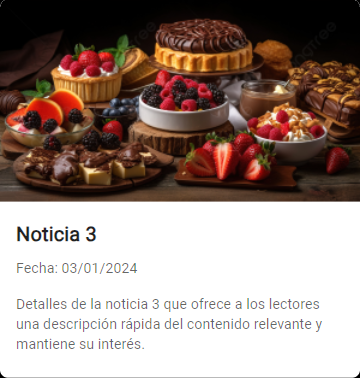 Noticia 3
Fecha: 03/01/2024
Detalles de la noticia 3 que ofrece a los lectores
una descripción rápida del contenido relevante y
mantiene su interés.